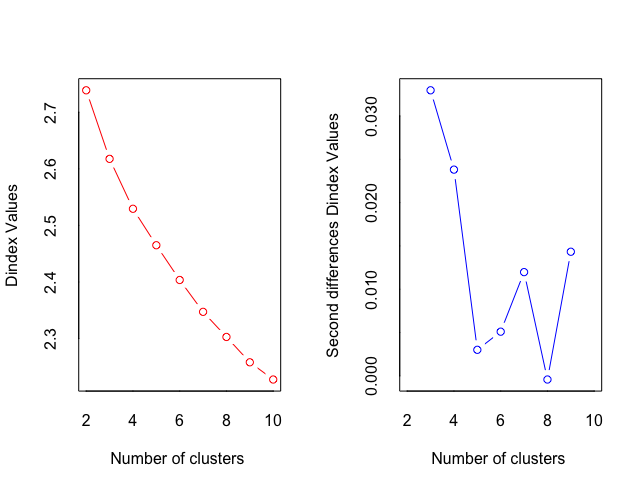 Dindex Values
2.7
2.6
2.5
2.4
2.3
2 4 6 8 10
Number of clusters
Second differences Dindex Values
0.030
0.020
0.010
0.000
2 4 6 8 10
Number of clusters